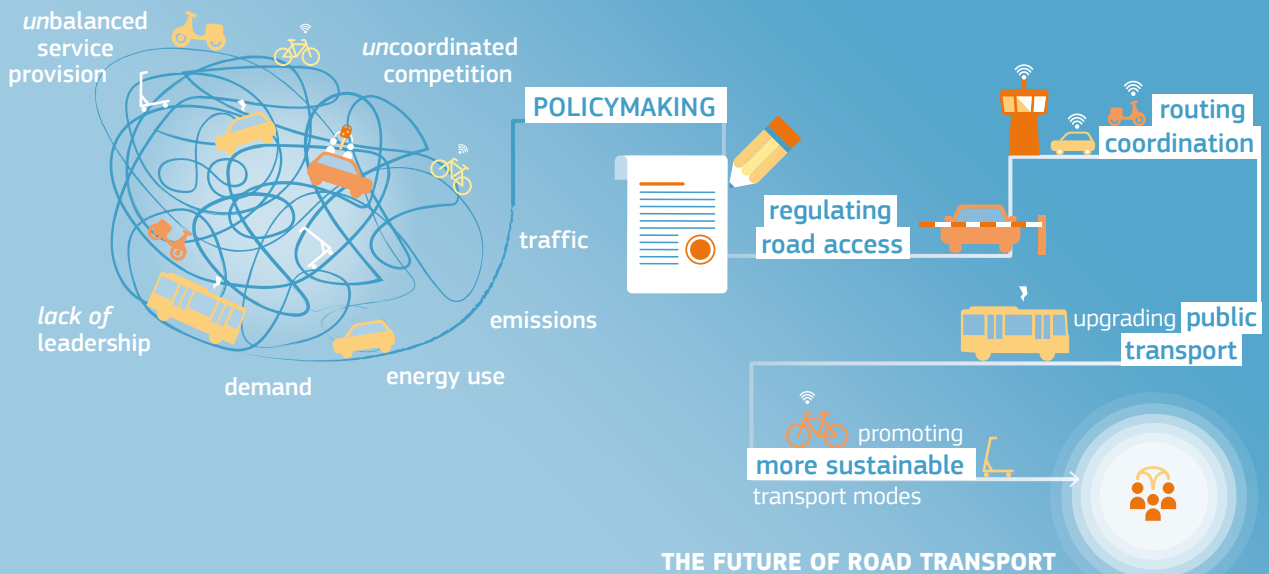 unbalanced
service
provision
uncoordinated
competition
POLICYMAKING
traffic
emissions
energy use
demand
lack of
leadership
regulating
road access
routing
coordination
upgrading public
transport
promoting
more sustainable
transport modes
THE FUTURE OF ROAD TRANSPORT